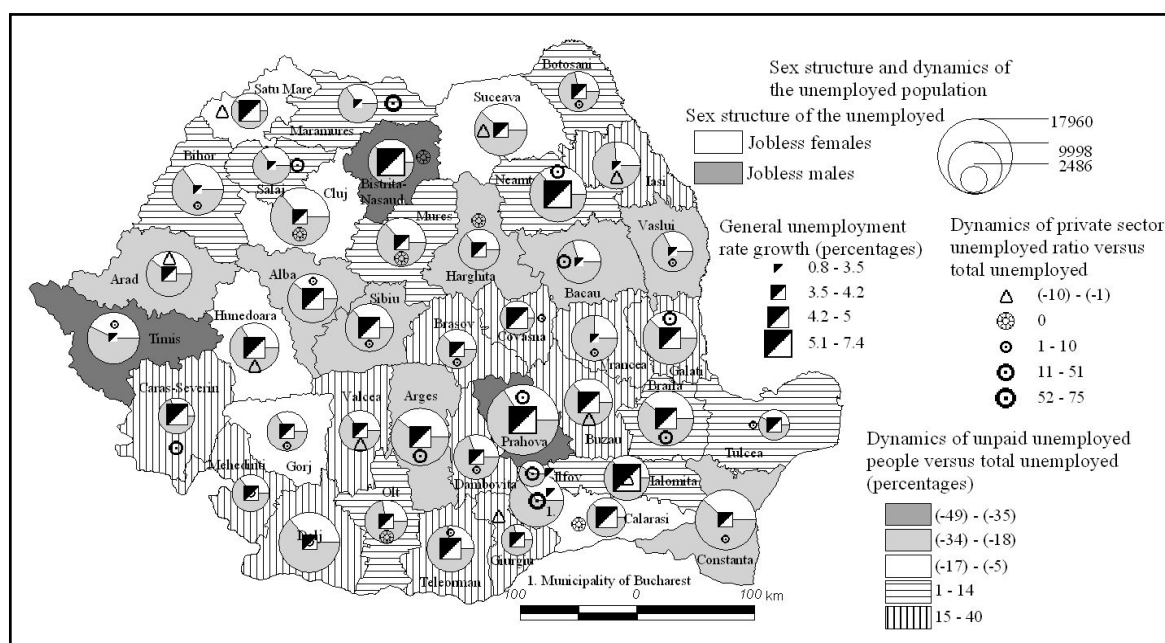 Botosani
Satu Mare
Suceava
Maramures
Bihor
Salaj
Bistrita-
Nasaud
Cluj
Neamt
Iasi
Mures
Harghita
Vaslui
Arad
Alba
Bacau
Sibiu
Timis
Hunedoara
Brasov
Covasna
Vrancea
Galati
Caras-Severin
Valcea
Arges
Braila
Prahova
Buzau
Tulcea
Gorj
Mehedinti
Dambovita
Ilfov
Ialomita
Olt
1.
Calarasi
Dolj
Constanta
Giurgiu
Teleorman
1. Municipality of Bucharest
100 0 100 km
Sex structure and dynamics of
the unemployed population
Sex structure of the unemployed
Jobless females
Jobless males
17960
9998
2486
General unemployment
rate growth (percentages)
0.8 - 3.5
3.5 - 4.2
4.2 - 5
5.1 - 7.4
Dynamics of private sector
unemployed ratio versus
total unemployed
(-10) - (-1)
0
1 - 10
11 - 51
52 - 75
Dynamics of unpaid unemployed
people versus total unemployed
(percentages)
(-49) - (-35)
(-34) - (-18)
(-17) - (-5)
1 - 14
15 - 40